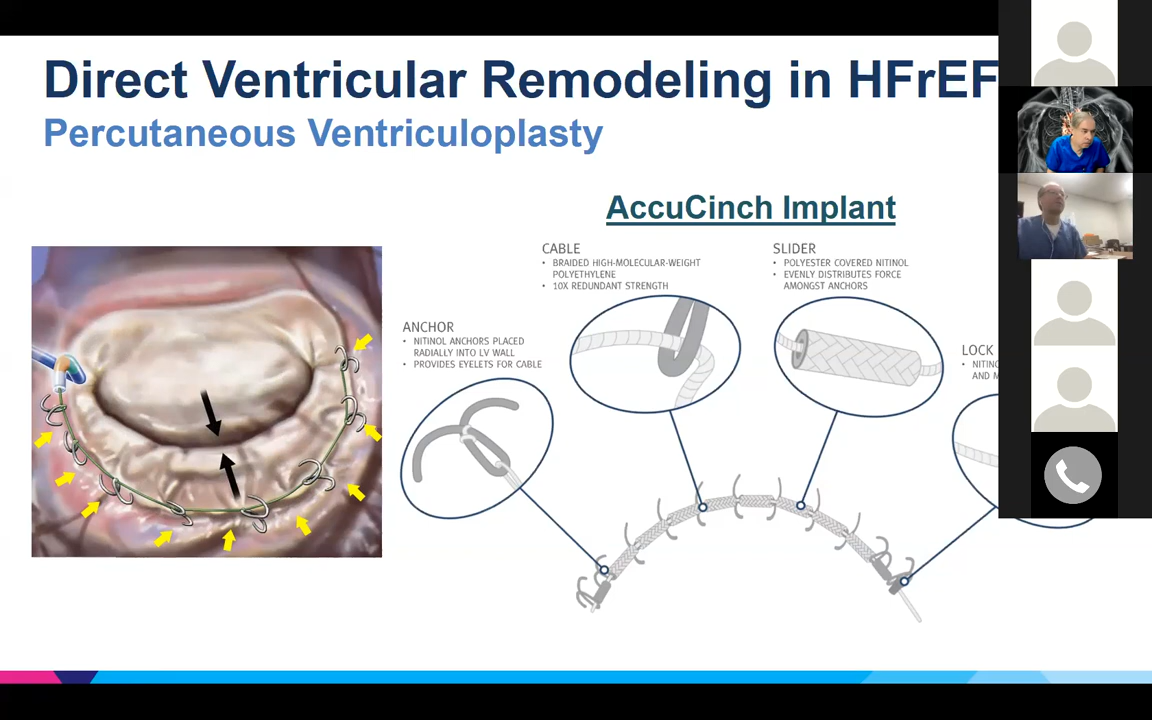 Direct Ventricular Remodeling in HFrEF
Percutaneous Ventriculoplasty
AccuCinch Implant
CABLE
• BRAIDED HIGH-MOLECULAR-WEIGHT
POLYETHYLENE
• 10X REDUNDANT STRENGTH
SLIDER
• POLYESTER COVERED NITINOL
• EVENLY DISTRIBUTES FORCE
AMONGST ANCHORS
ANCHOR
• NITINOL ANCHORS PLACED
RADIALLY INTO LV WALL
• PROVIDES EYELETS FOR CABLE
LOCK
•
AND